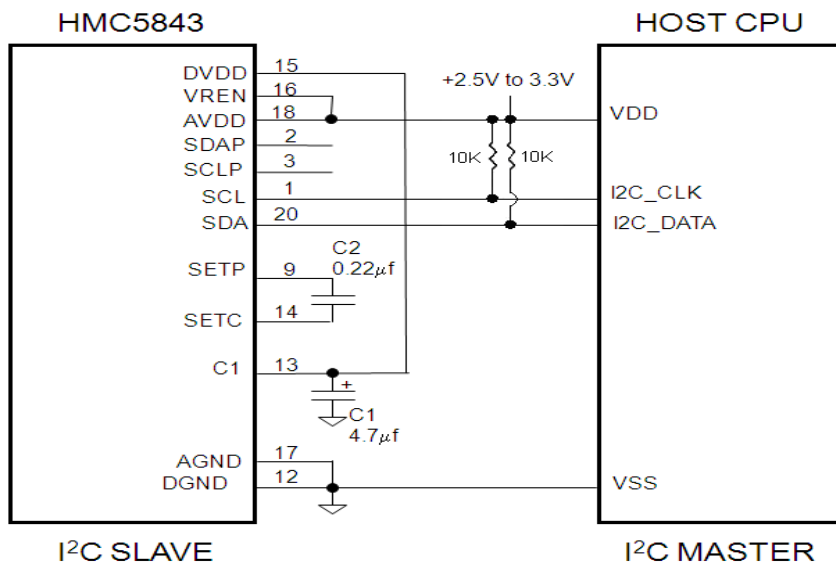 HMC5843
HOST CPU
DVDD 15
VREN 16
AVDD 18
SDAP 2
SCLP 3
SCL 1
SDA 20
SETP 9
SETC 14
C1 13
AGND 17
DGND 12
C2
0.22μf
+
C1
4.7μf
+2.5V to 3.3V
10K
10K
VDD
I2C_CLK
I2C_DATA
VSS
I²C SLAVE
I²C MASTER